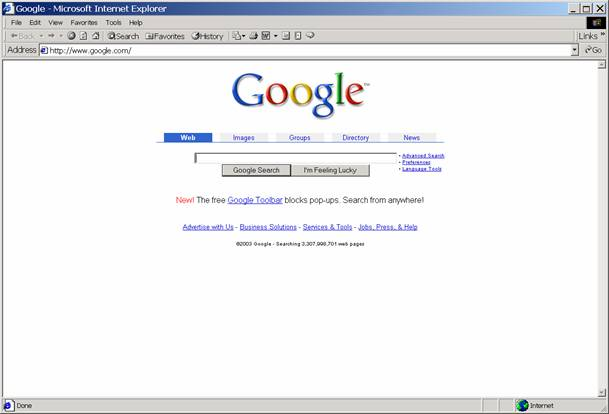 Google - Microsoft Internet Explorer
File Edit View Favorites Tools Help
Back Search Favorites History
Address http://www.google.com/ Go Links »
Google™
Web Images Groups Directory News
• Advanced Search
• Preferences
• Language Tools
Google Search I'm Feeling Lucky
New! The free Google Toolbar blocks pop-ups. Search from anywhere!
Advertise with Us - Business Solutions - Services & Tools - Jobs, Press, & Help
©2003 Google - Searching 3,307,998,701 web pages
Done Internet